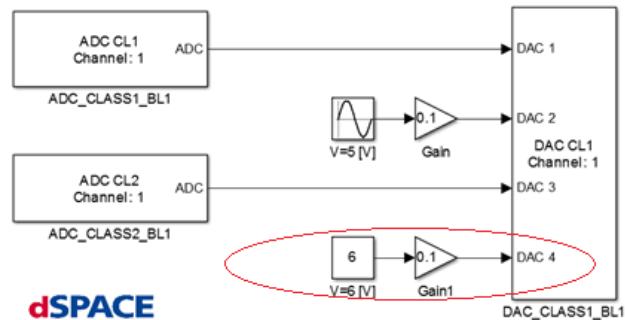 ADC CL1
Channel: 1
ADC
ADC_CLASS1_BL1
DAC 1
V=5 [V]
0.1
Gain
DAC 2
DAC CL1
Channel: 1
ADC CL2
Channel: 1
ADC
ADC_CLASS2_BL1
DAC 3
6
V=6 [V]
0.1
Gain1
DAC 4
DAC_CLASS1_BL1
dSPACE